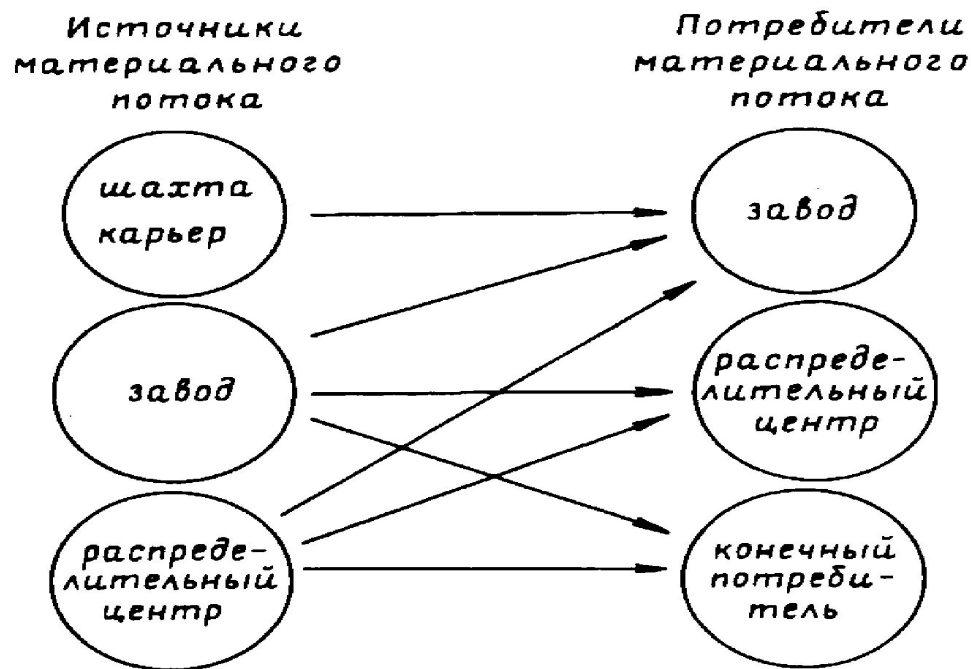 Источники
материального
потока
шахта
карьер
завод
распреде-
лительный
центр
Потребители
материального
потока
завод
распреде-
лительный
центр
конечный
потреби-
тель